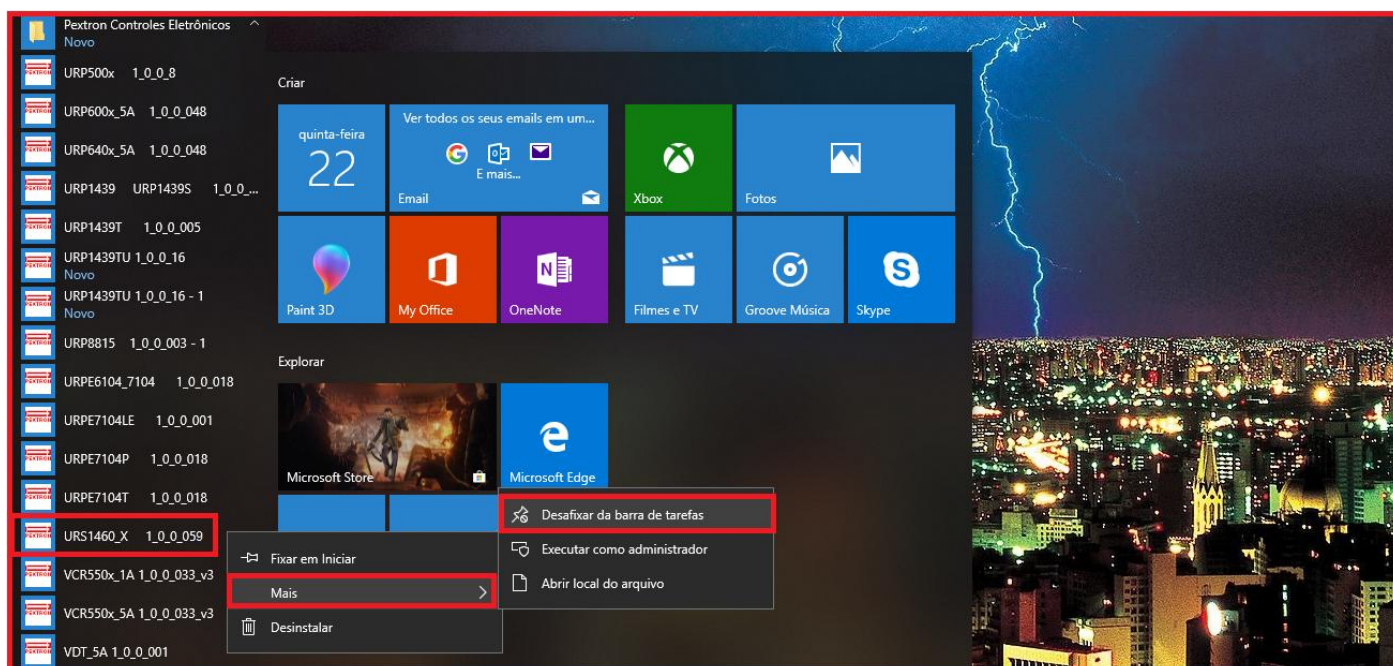 Pextron Controles Eletrônicos
Novo
URP500x 1_0_0_8
URP600x_5A 1_0_0_048
URP640x_5A 1_0_0_048
URP1439 URP1439S 1_0_0_...
URP1439T 1_0_0_005
URP1439TU 1_0_0_16
Novo
URP1439TU 1_0_0_16 - 1
Novo
URP8815 1_0_0_003 - 1
URPE6104_7104 1_0_0_018
URPE7104LE 1_0_0_001
URPE7104P 1_0_0_018
URPE7104T 1_0_0_018
URS1460_X 1_0_0_059
VCR550x_1A 1_0_0_033_v3
VCR550x_5A 1_0_0_033_v3
VDT_5A 1_0_0_001
Criar
quinta-feira
22
Ver todos os seus emails em um...
E mais...
Email
Xbox
Fotos
Paint 3D
My Office
OneNote
Filmes e TV
Groove Música
Skype
Explorar
Microsoft Store
Microsoft Edge
Fixar em Iniciar
Mais
Desinstalar
Desafixar da barra de tarefas
Executar como administrador
Abrir local do arquivo